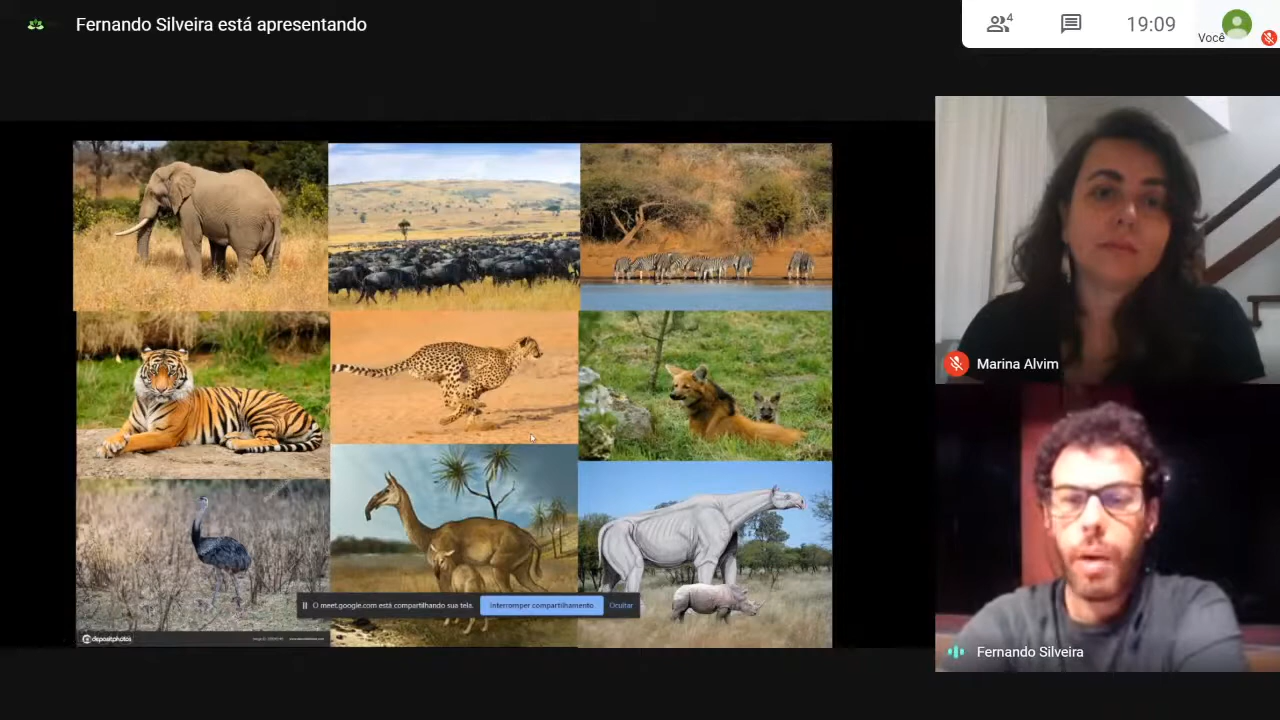 Fernando Silveira está apresentando
4
19:09
Você
Marina Alvim
O meet.google.com está compartilhando sua tela.
Interromper compartilhamento.
Ocultar
depositphotos
Fernando Silveira